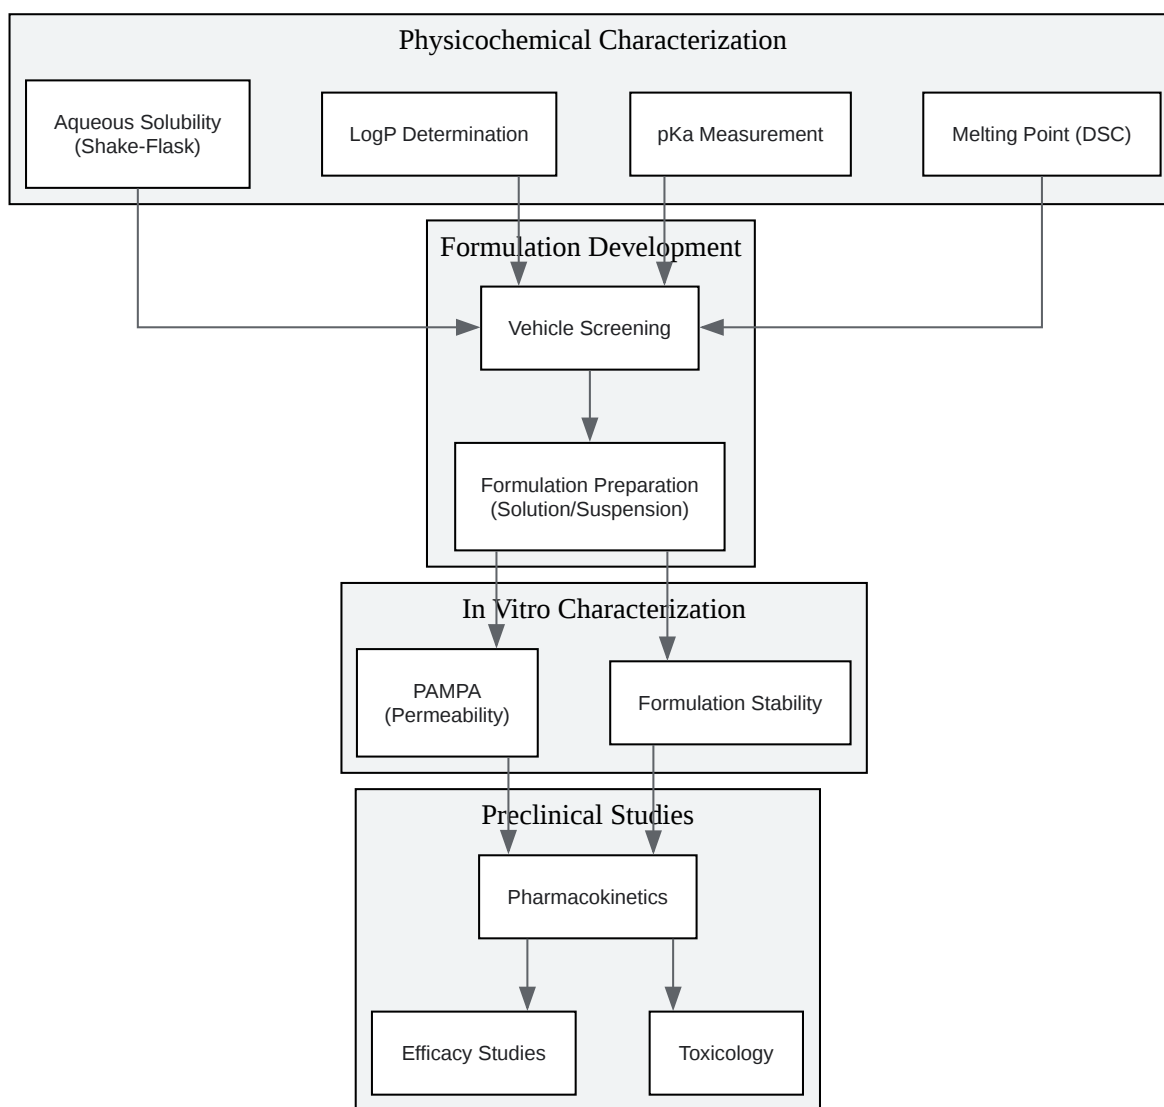 Physicochemical Characterization
Aqueous Solubility
(Shake-Flask)
LogP Determination
pKa Measurement
Melting Point (DSC)
Formulation Development
Vehicle Screening
Formulation Preparation
(Solution/Suspension)
In Vitro Characterization
PAMPA
(Permeability)
Formulation Stability
Preclinical Studies
Pharmacokinetics
Efficacy Studies
Toxicology